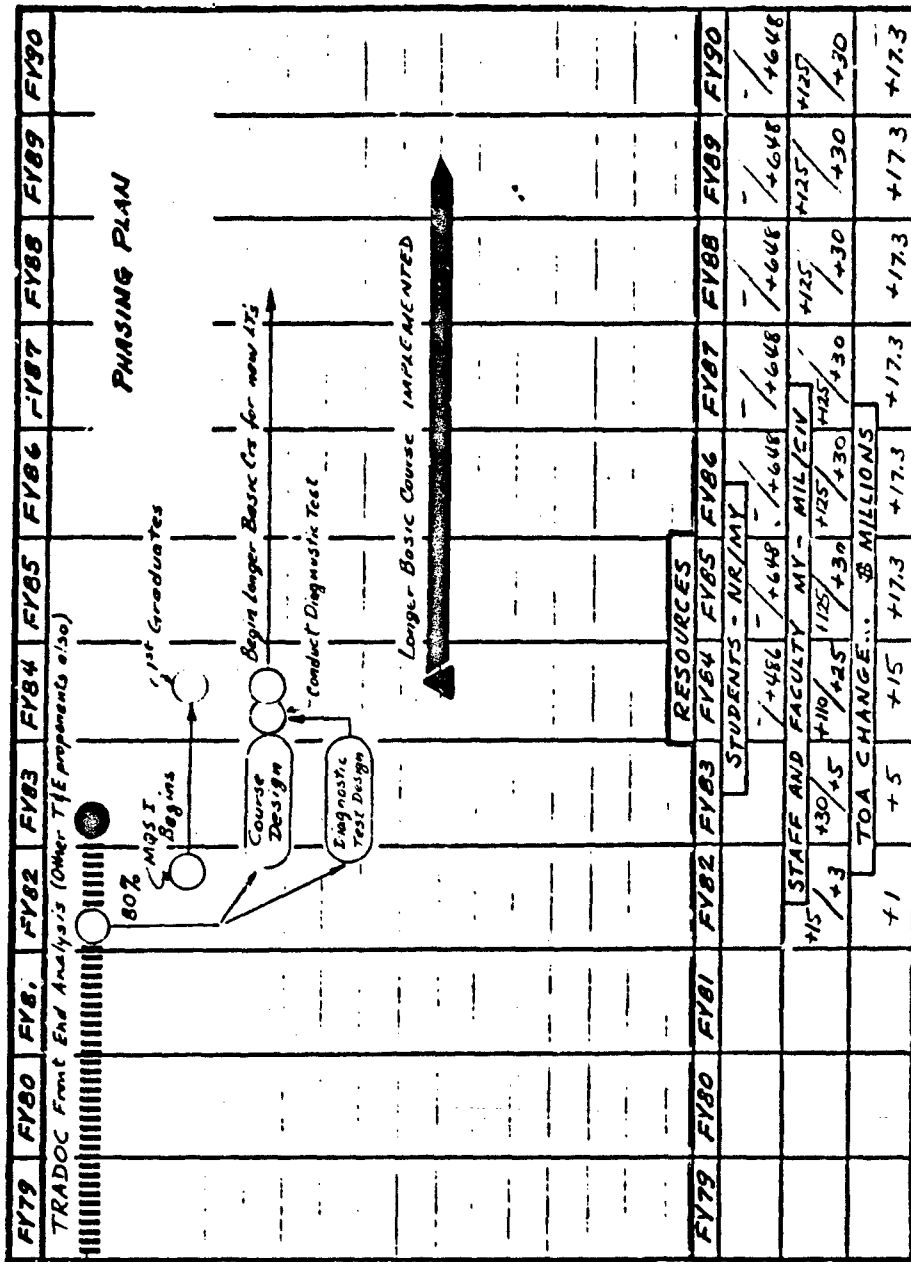 FY79 FY80 FY8. FY82 FY83 FY84 FY85 FY86 FY87 FY88 FY89 FY90
TRADOC Front End Analysis (Other T&E proponents also)
PHASING PLAN
80%
MQS I
Begins
1st Graduates
Course
Design
Begin longer Basic Crs for new LTs
Conduct Diagnostic Test
Diagnostic
Test Design
Longer Basic Course IMPLEMENTED
RESOURCES
FY79 FY80 FY81 FY82 FY83 FY84 FY85 FY86 FY87 FY88 FY89 FY90
STUDENTS - NR/MY
-/+486 -/+648 -/+648 -/+648 -/+648 -/+648 -/+648
STAFF AND FACULTY MY - MIL/CIV
+15/+3 +30/+5 +110/+25 +125/+30 +125/+30 +125/+30 +125/+30 +125/+30 +125/+30
TOA CHANGE... $ MILLIONS
+1 +5 +15 +17.3 +17.3 +17.3 +17.3 +17.3 +17.3